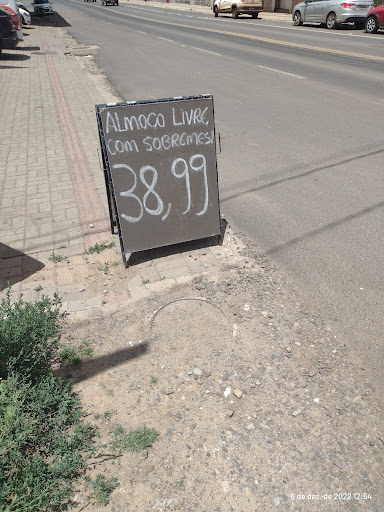 ALMOÇO LIVRE,
COM SOBREMESA
38,99
6 de dez. de 2022 12:54